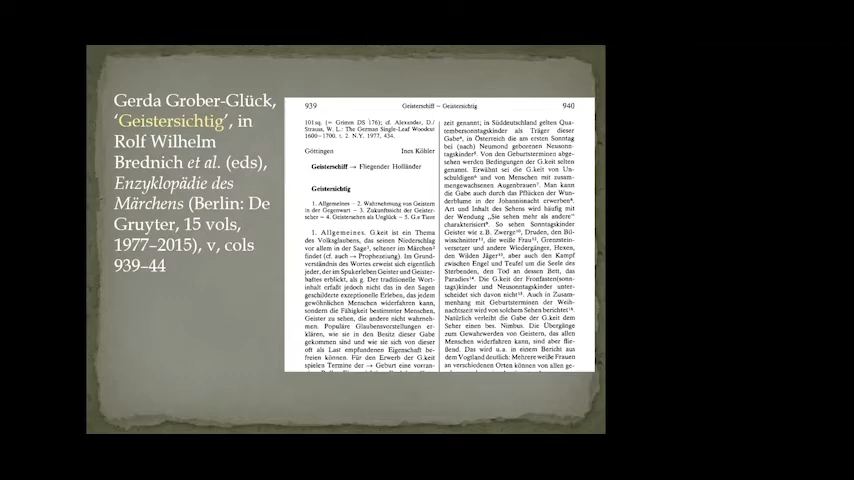 Gerda Grober-Glück,
‘Geistersichtig’, in
Rolf Wilhelm
Brednich et al. (eds),
Enzyklopädie des
Märchens (Berlin: De
Gruyter, 15 vols,
1977–2015), v, cols
939–44
939
Geisterschiff — Geistersichtig
940
101 sq. (= Grimm DS 176); cf. Alexander, D./
Strauss, W. L.: The German Single-Leaf Woodcut
1600–1700. t. 2. N.Y. 1977, 434.
Göttingen
Ines Köhler
Geisterschiff → Fliegender Holländer
Geistersichtig
1. Allgemeines – 2. Wahrnehmung von Geistern
in der Gegenwart – 3. Zukunftssicht der Geister-
seher – 4. Geistersehen als Unglück – 5. G.e Tiere
1. Allgemeines. G.keit ist ein Thema
des Volksglaubens, das seinen Niederschlag
vor allem in der Sage¹, seltener im Märchen²
findet (cf. auch → Prophezeiung). Im Grund-
verständnis des Wortes erweist sich eigentlich
jeder, der im Spukerleben Geister und Geister-
haftes erblickt, als g. Der traditionelle Wort-
inhalt erfaßt jedoch nicht das in den Sagen
geschilderte exzeptionelle Erleben, das jedem
gewöhnlichen Menschen widerfahren kann,
sondern die Fähigkeit bestimmter Menschen,
Geister zu sehen, die andere nicht wahrneh-
men. Populäre Glaubensvorstellungen er-
klären, wie sie in den Besitz dieser Gabe
gekommen sind und wie sie sich von dieser
oft als Last empfundenen Eigenschaft be-
freien können. Für den Erwerb der G.keit
spielen Termine der → Geburt eine vorran-
zeit genannt; in Süddeutschland gelten Qua-
tembersonntagskinder als Träger dieser
Gabe⁴, in Österreich die am ersten Sonntag
bei (nach) Neumond geborenen Neusonn-
tagskinder⁵. Von den Geburtsterminen abge-
sehen werden Bedingungen der G.keit selten
genannt. Erwähnt sei die G.keit von Un-
schuldigen⁶ und von Menschen mit zusam-
mengewachsenen Augenbrauen⁷. Man kann
die Gabe auch durch das Pflücken der Wun-
derblume in der Johannisnacht erwerben⁸.
Art und Inhalt des Sehens wird häufig mit
der Wendung „Sie sehen mehr als andere“
charakterisiert⁹. So sehen Sonntagskinder
Geister wie z.B. Zwerge¹⁰, Druden, den Bil-
wisschnitter¹¹, die weiße Frau¹², Grenzstein-
versetzer und andere Wiedergänger, Hexen,
den Wilden Jäger¹³, aber auch den Kampf
zwischen Engel und Teufel um die Seele des
Sterbenden, den Tod an dessen Bett, das
Paradies¹⁴. Die G.keit der Fronfasten(sonn-
tags)kinder und Neusonntagskinder unter-
scheidet sich davon nicht¹⁵. Auch in Zusam-
menhang mit Geburtsterminen der Weih-
nachtszeit wird von solchem Sehen berichtet¹⁶.
Natürlich verleiht die Gabe der G.keit dem
Seher einen bes. Nimbus. Die Übergänge
zum Gewahrwerden von Geistern, das allen
Menschen widerfahren kann, sind aber flie-
ßend. Das wird u.a. in einem Bericht aus
dem Vogtland deutlich: Mehrere weiße Frauen
an verschiedenen Orten können von allen ge-